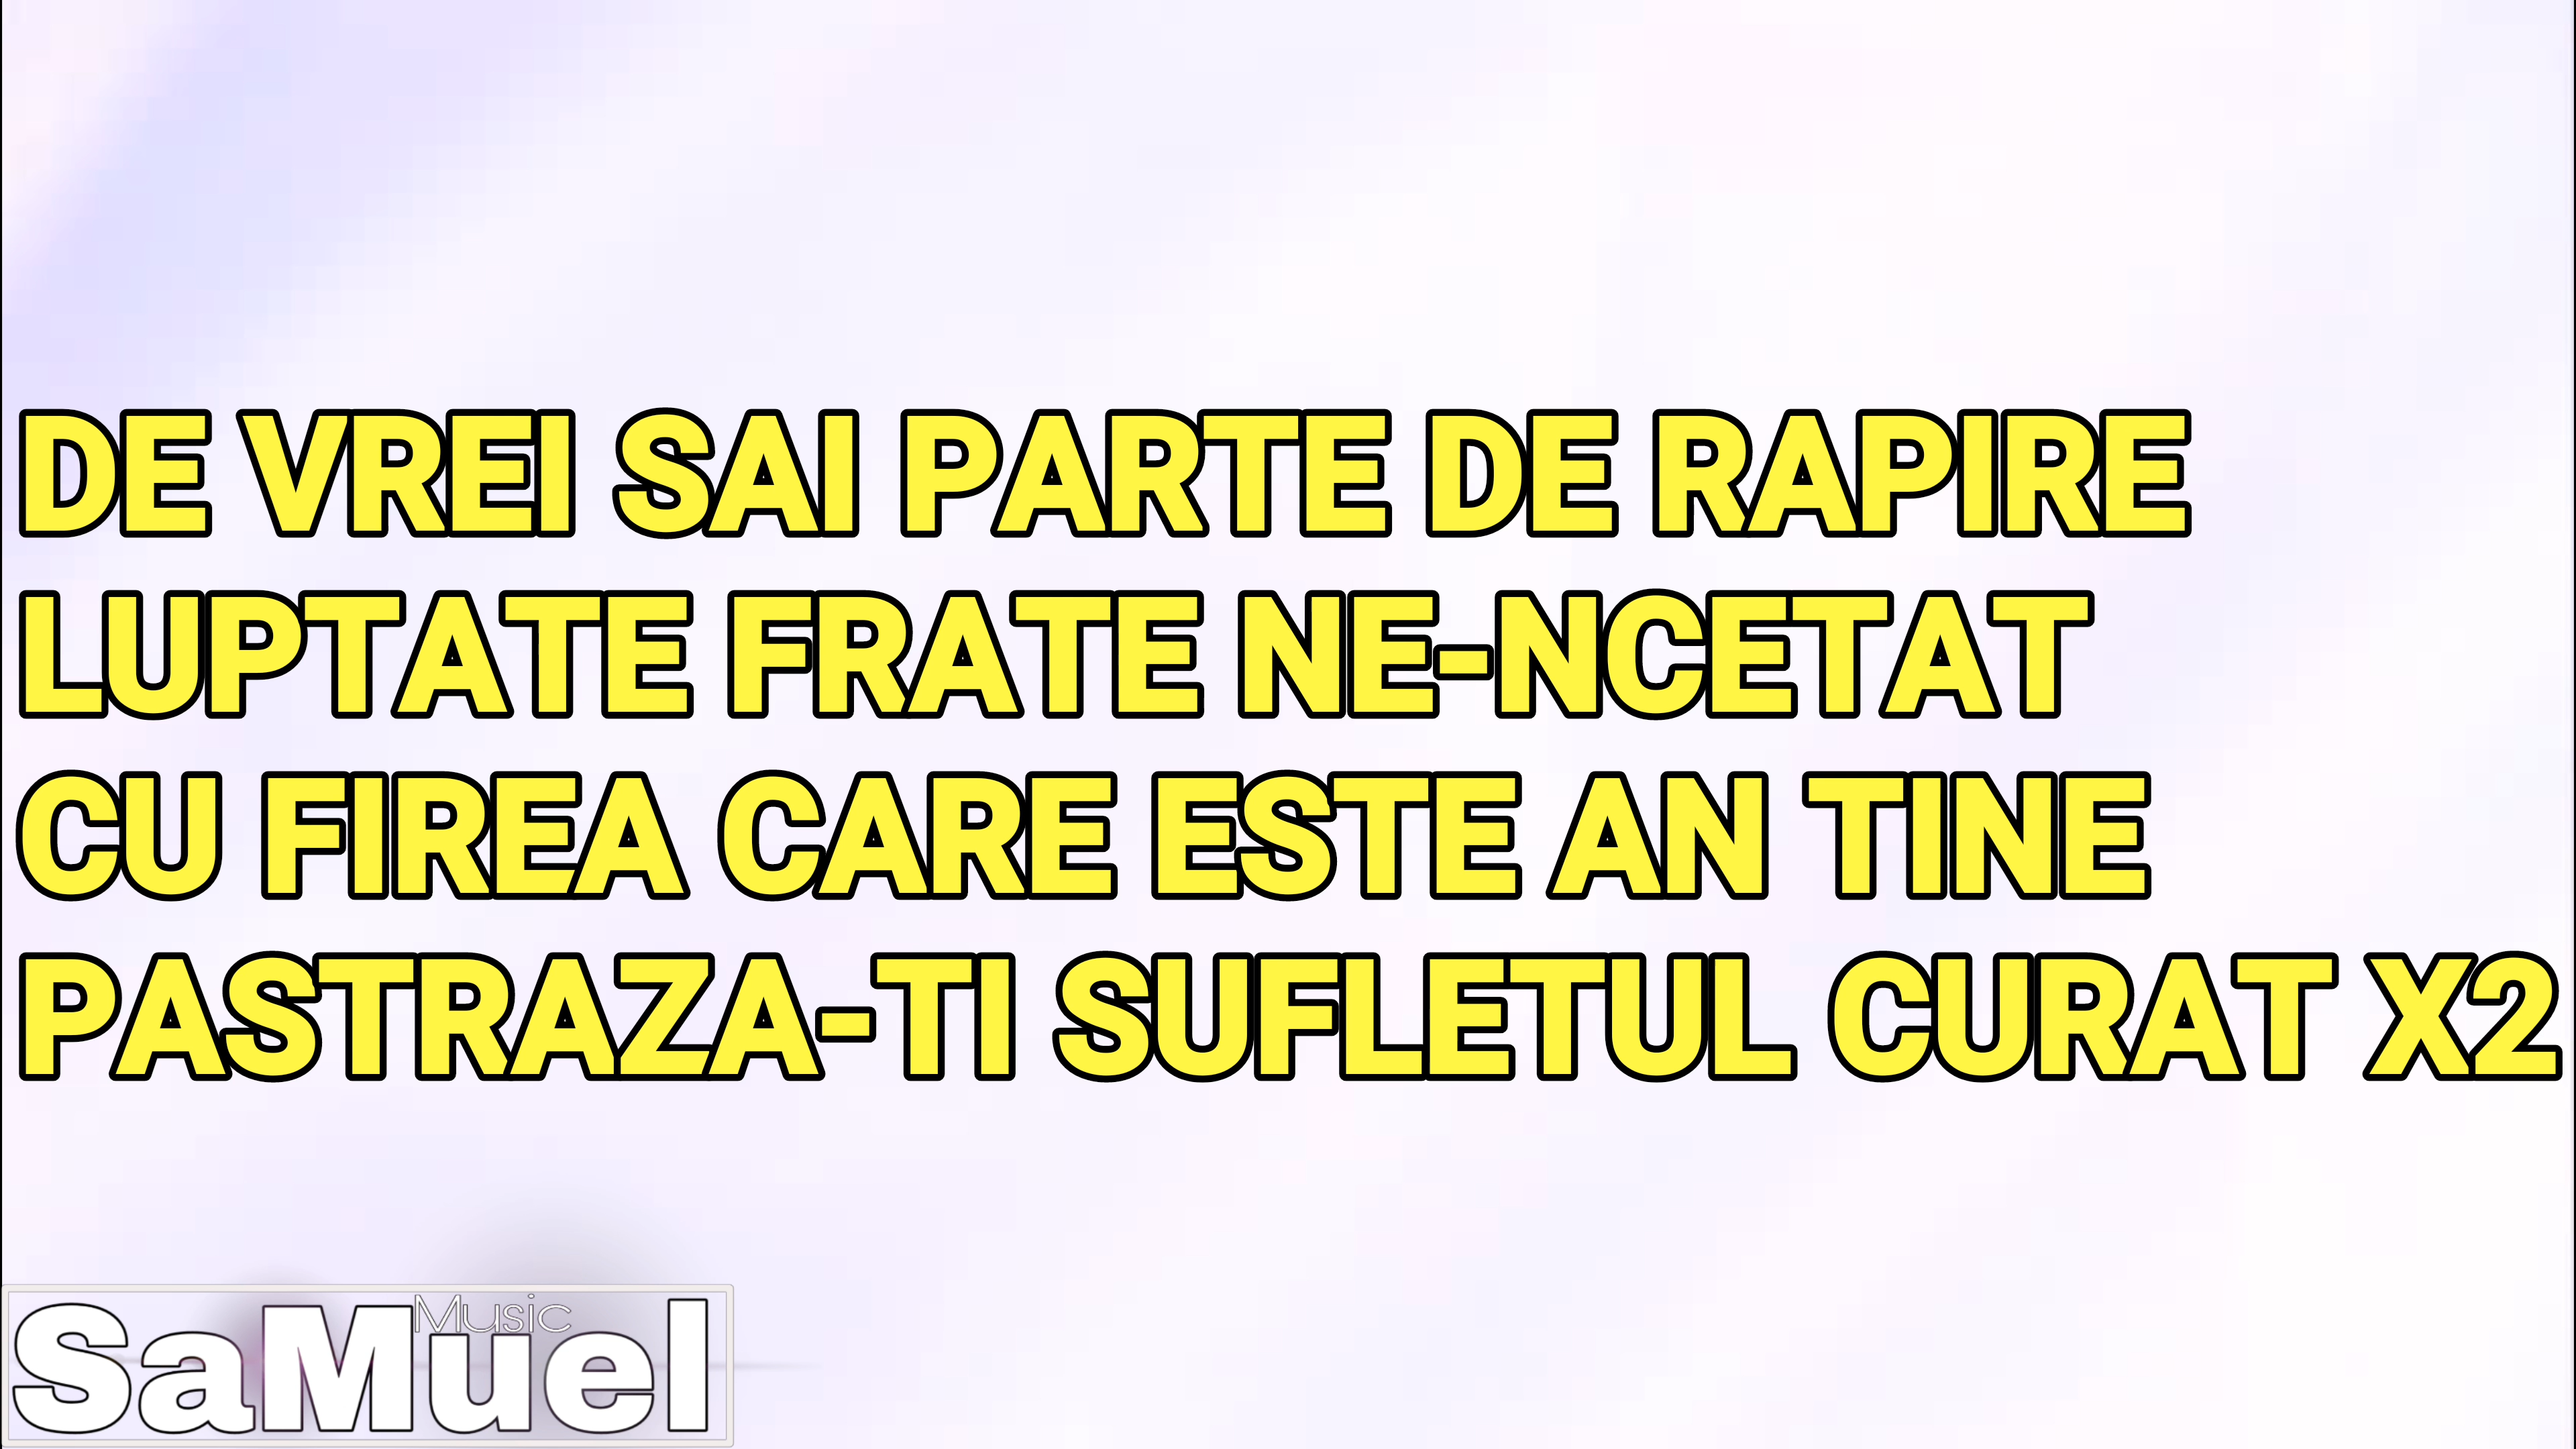 DE VREI SAI PARTE DE RAPIRE
LUPTATE FRATE NE-NCETAT
CU FIREA CARE ESTE AN TINE
PASTRAZA-TI SUFLETUL CURAT X2
Music
SaMuel